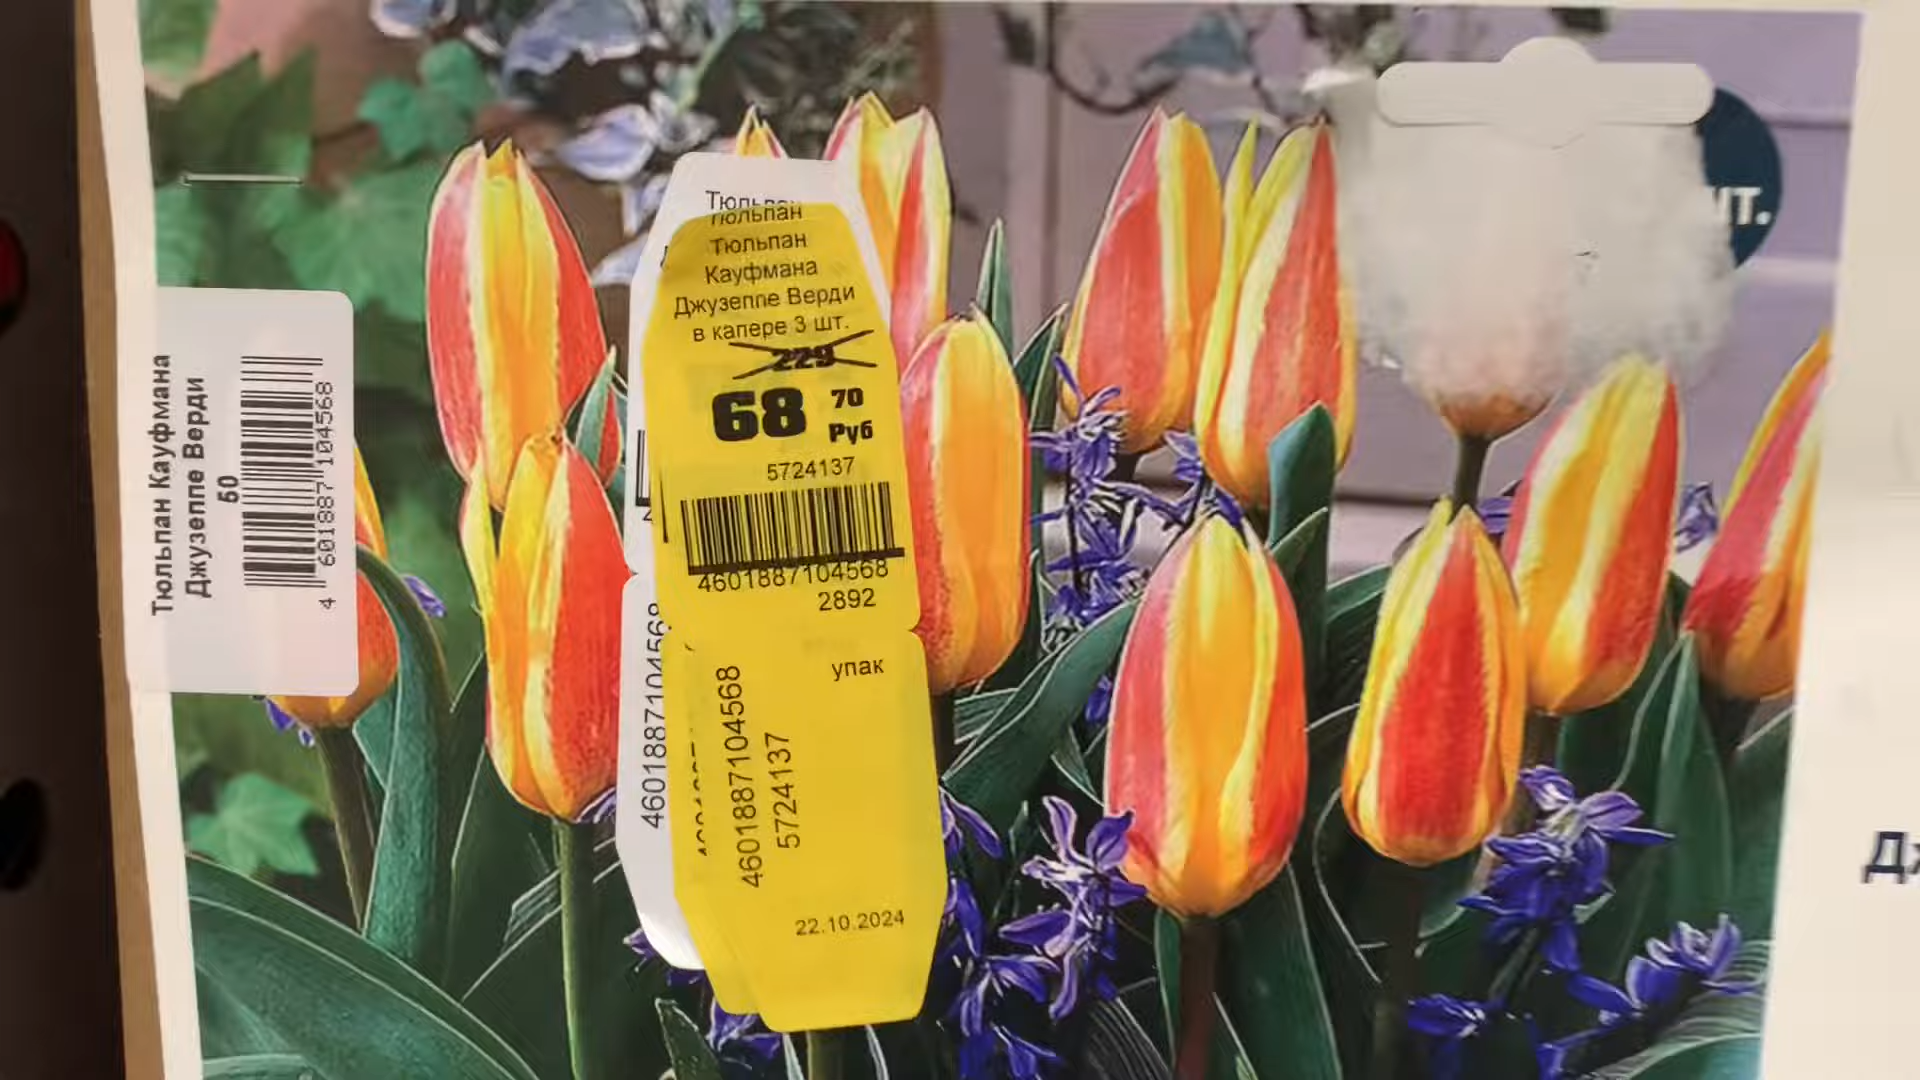 Тюльпан Кауфмана
Джузеппе Верди
50
4 601887 104568
Тюльпан
Тюльпан
Тюльпан
Кауфмана
Джузеппе Верди
в капере 3 шт.
229
68 70
Руб
5724137
4601887104568
2892
4601887104568
упак
4601887104568
5724137
22.10.2024
шт.